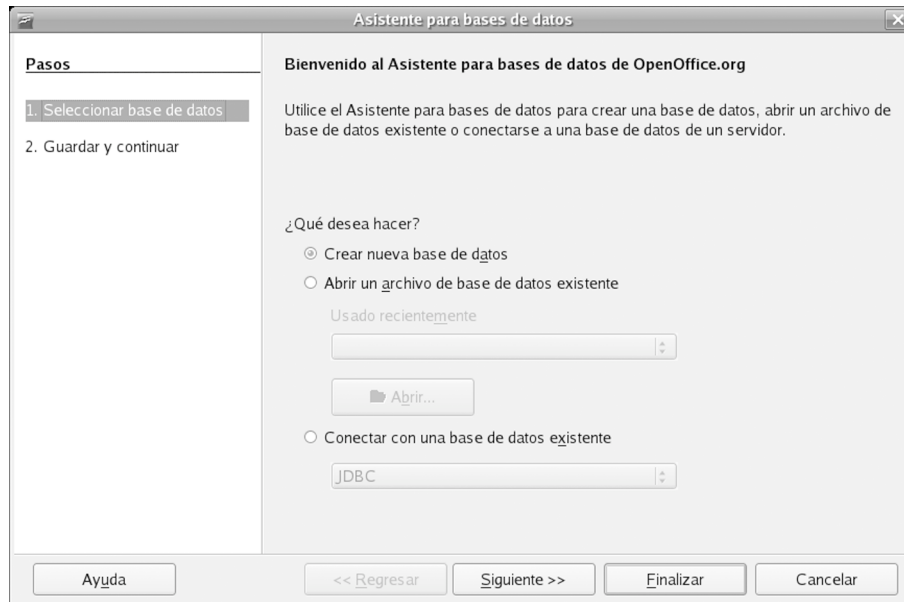 Asistente para bases de datos
Pasos
1. Seleccionar base de datos
2. Guardar y continuar
Bienvenido al Asistente para bases de datos de OpenOffice.org
Utilice el Asistente para bases de datos para crear una base de datos, abrir un archivo de
base de datos existente o conectarse a una base de datos de un servidor.
¿Qué desea hacer?
Crear nueva base de datos
Abrir un archivo de base de datos existente
Usado recientemente
Abrir...
Conectar con una base de datos existente
JDBC
Ayuda
<< Regresar
Siguiente >>
Finalizar
Cancelar